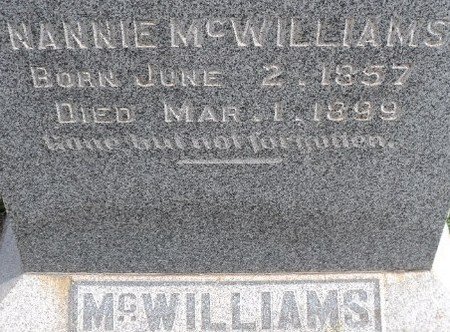 NANNIE McWILLIAMS
BORN JUNE 2, 1857
DIED MAR. 1, 1899
Gone but not forgotten.
McWILLIAMS